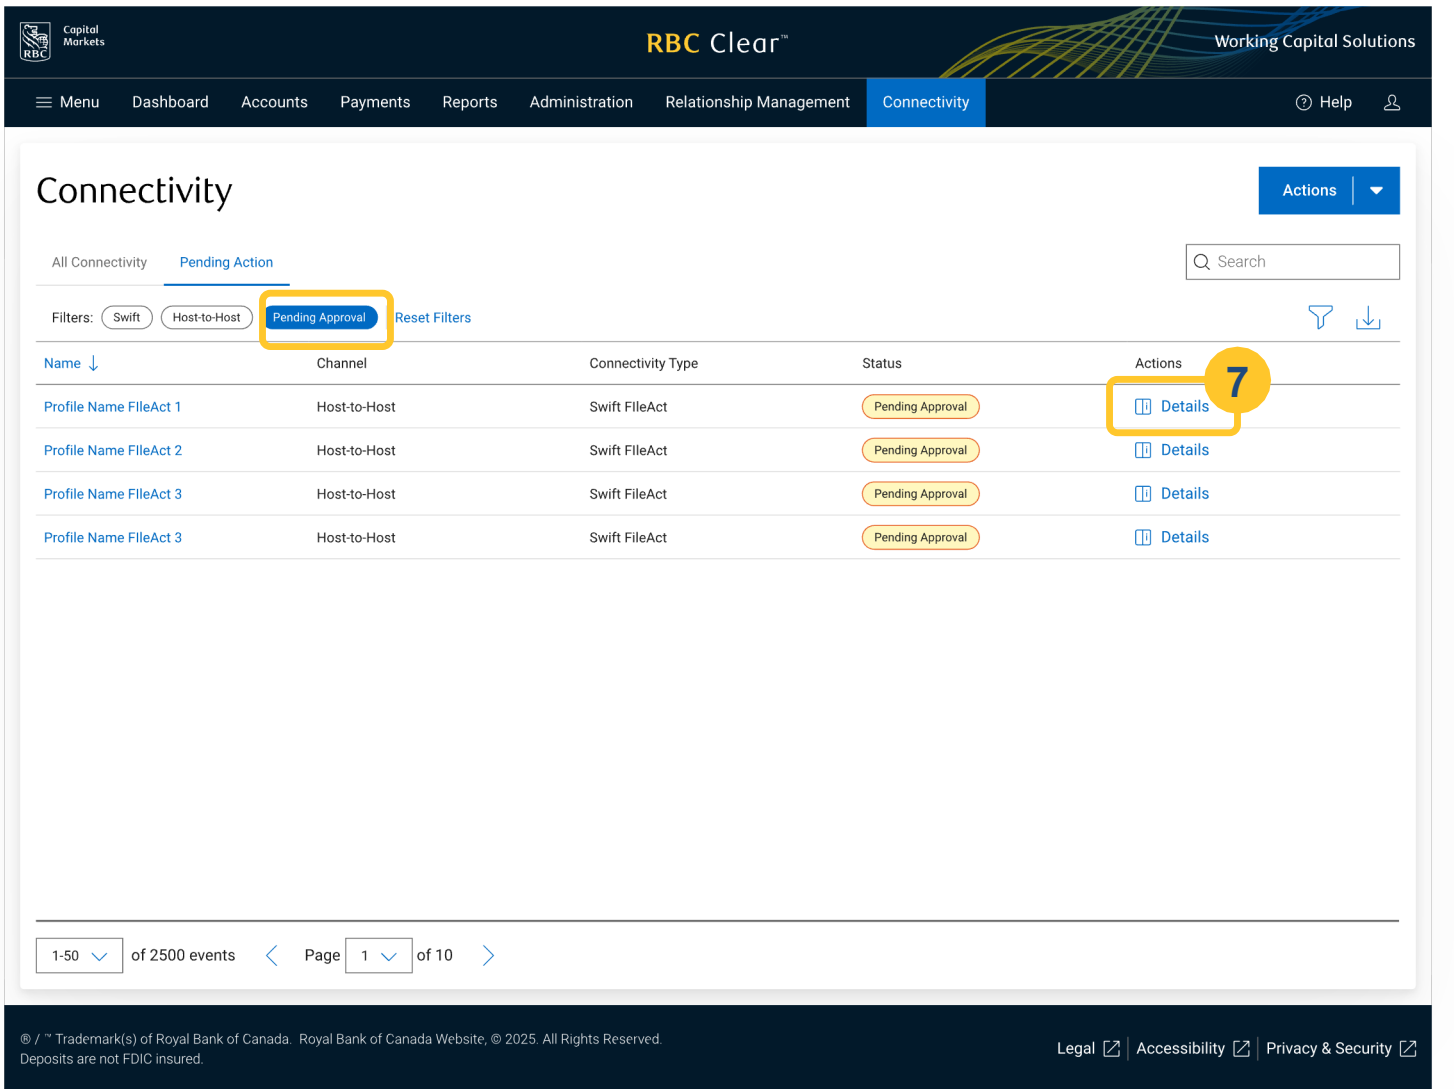 Capital
Markets
RBC
RBC Clear™
Working Capital Solutions
Menu Dashboard Accounts Payments Reports Administration Relationship Management Connectivity Help
Connectivity
Actions
All Connectivity Pending Action
Search
Filters: Swift Host-to-Host Pending Approval Reset Filters
Name Channel Connectivity Type Status Actions
7
Profile Name FIleAct 1 Host-to-Host Swift FIleAct Pending Approval Details
Profile Name FIleAct 2 Host-to-Host Swift FIleAct Pending Approval Details
Profile Name FIleAct 3 Host-to-Host Swift FileAct Pending Approval Details
Profile Name FIleAct 3 Host-to-Host Swift FileAct Pending Approval Details
1-50 of 2500 events Page 1 of 10
® / ™ Trademark(s) of Royal Bank of Canada. Royal Bank of Canada Website, © 2025. All Rights Reserved.
Deposits are not FDIC insured.
Legal Accessibility Privacy & Security